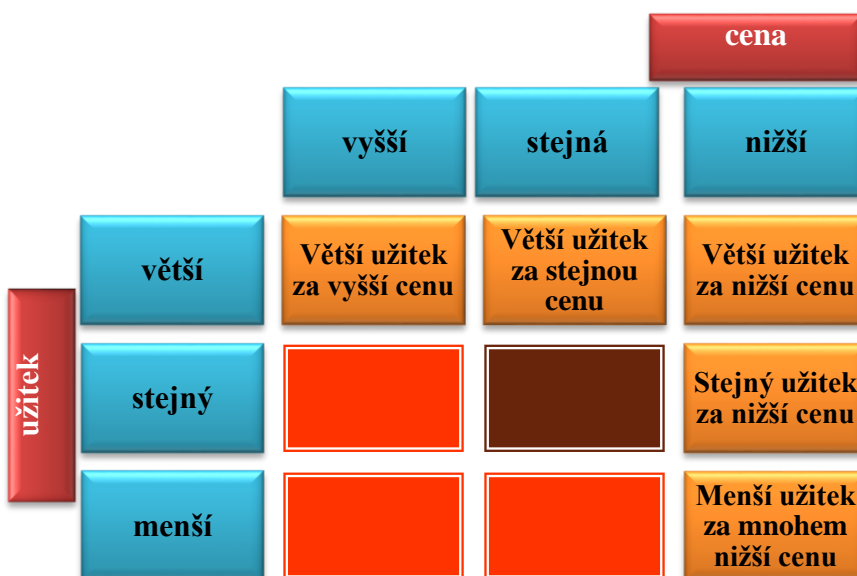 cena
vyšší
stejná
nižší
užitek
větší
Větší užitek
za vyšší cenu
Větší užitek
za stejnou
cenu
Větší užitek
za nižší cenu
stejný
Stejný užitek
za nižší cenu
menší
Menší užitek
za mnohem
nižší cenu